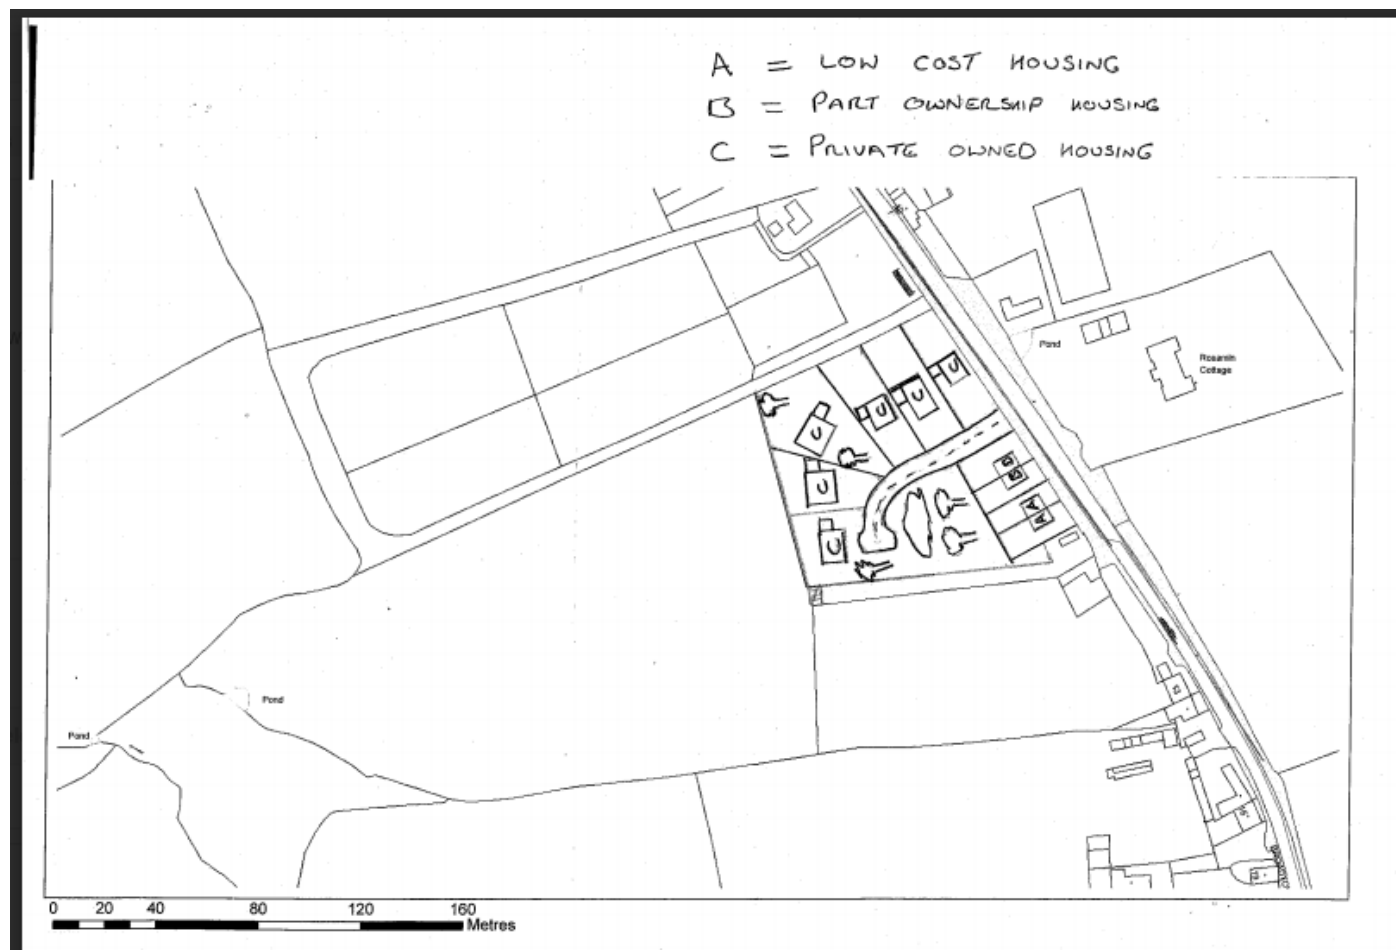 A = LOW COST HOUSING
B = PART OWNERSHIP HOUSING
C = PRIVATE OWNED HOUSING
Pond
Rosamin
Cottage
C
C
C
C
C
C
B
B
A
A
Pond
Pond
0 20 40 80 120 160
Metres